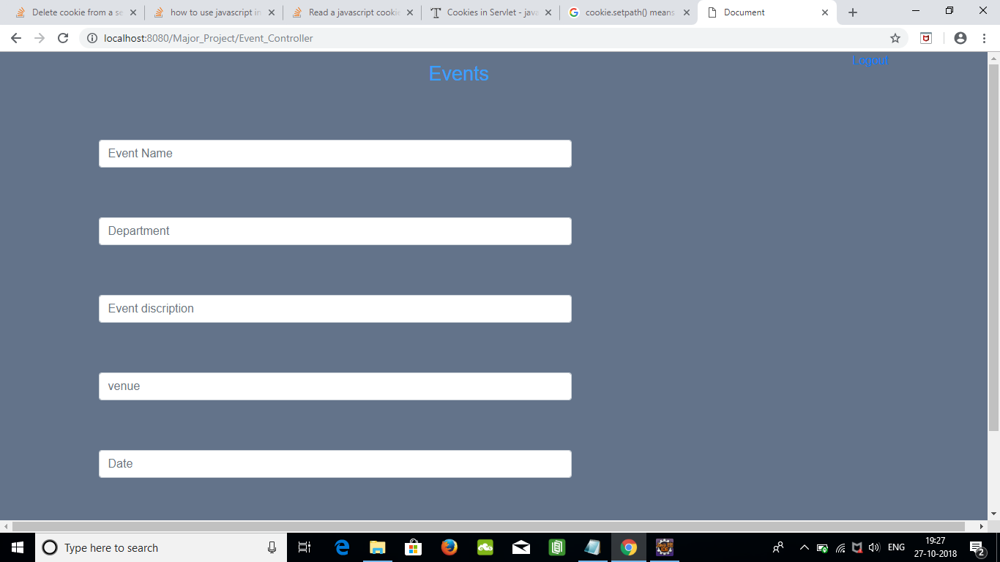 Delete cookie from a se
how to use javascript in
Read a javascript cookie
Cookies in Servlet - java
cookie.setpath() means
Document
localhost:8080/Major_Project/Event_Controller
Logout
Events
Event Name
Department
Event discription
venue
Date
Type here to search
ENG
19:27
27-10-2018
2